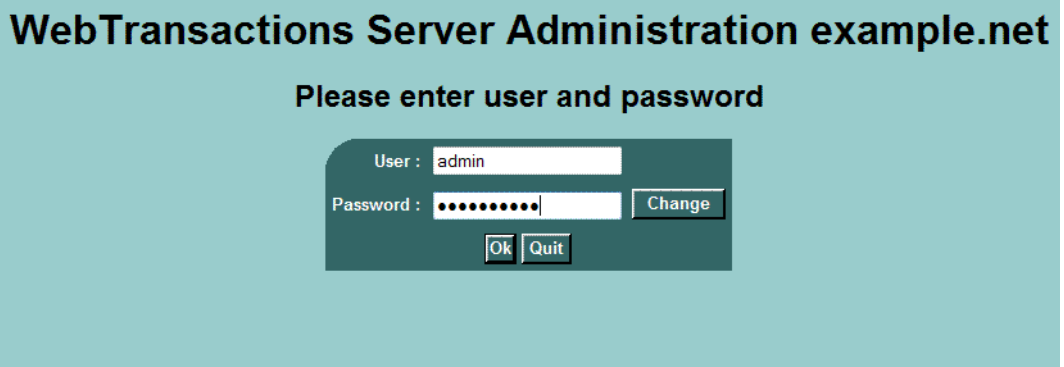 WebTransactions Server Administration example.net
Please enter user and password
User : admin
Password : ●●●●●●●●●● Change
Ok Quit